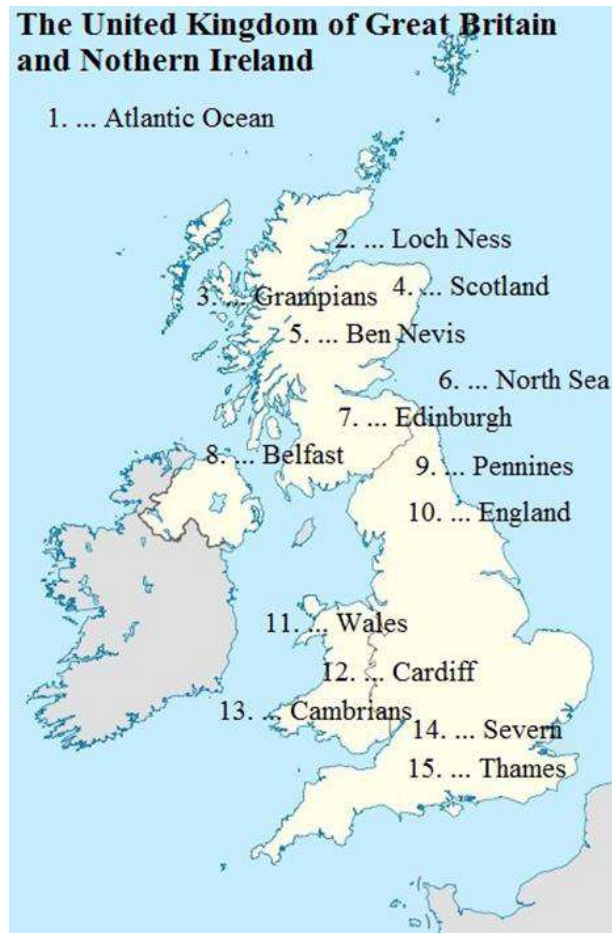 The United Kingdom of Great Britain
and Nothern Ireland
1. ... Atlantic Ocean
2. ... Loch Ness
3. ... Grampians
4. ... Scotland
5. ... Ben Nevis
6. ... North Sea
7. ... Edinburgh
8. ... Belfast
9. ... Pennines
10. ... England
11. ... Wales
12. ... Cardiff
13. ... Cambrians
14. ... Severn
15. ... Thames